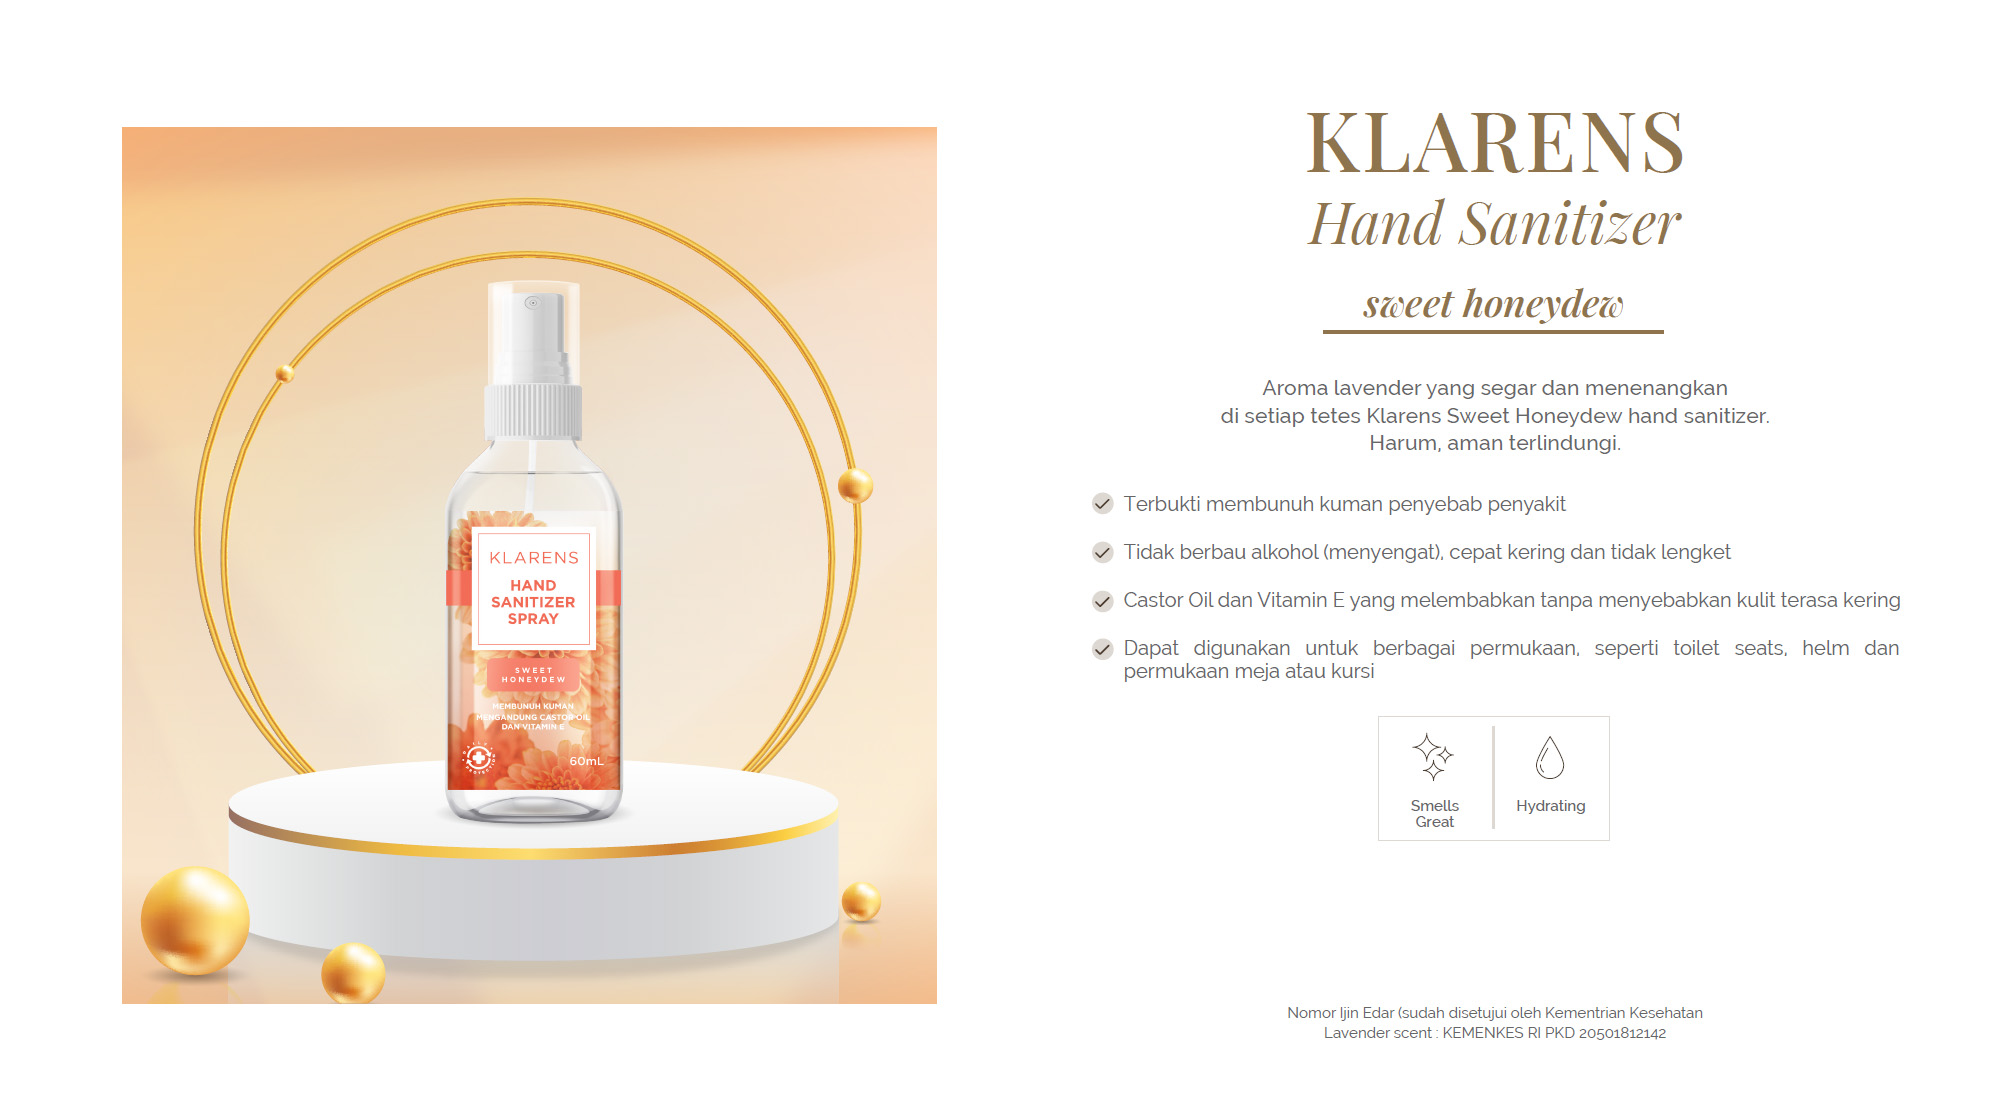 KLARENS
HAND
SANITIZER
SPRAY
SWEET
HONEYDEW
MEMBUNUH KUMAN
MENGANDUNG CASTOR OIL
DAN VITAMIN E
DAILY
PROTECTION
60mL
KLARENS
Hand Sanitizer
sweet honeydew
Aroma lavender yang segar dan menenangkan
di setiap tetes Klarens Sweet Honeydew hand sanitizer.
Harum, aman terlindungi.
Terbukti membunuh kuman penyebab penyakit
Tidak berbau alkohol (menyengat), cepat kering dan tidak lengket
Castor Oil dan Vitamin E yang melembabkan tanpa menyebabkan kulit terasa kering
Dapat digunakan untuk berbagai permukaan, seperti toilet seats, helm dan
permukaan meja atau kursi
Smells
Great
Hydrating
Nomor Ijin Edar (sudah disetujui oleh Kementrian Kesehatan
Lavender scent : KEMENKES RI PKD 20501812142